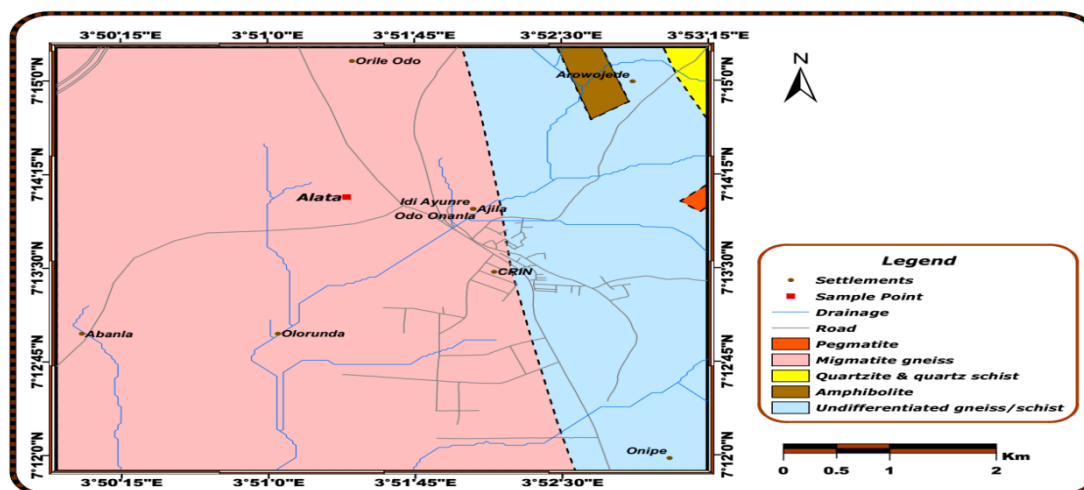 3°50'15"E 3°51'0"E 3°51'45"E 3°52'30"E 3°53'15"E
Orile Odo
Arowojede
7°15'0"N 7°15'0"N
N
7°14'15"N 7°14'15"N
Alata
Idi Ayunre
Ajila
Odo Onanla
7°13'30"N 7°13'30"N
CRIN
Abanla
Olorunda
7°12'45"N 7°12'45"N
Onipe
7°12'0"N 7°12'0"N
3°50'15"E 3°51'0"E 3°51'45"E 3°52'30"E
Legend
Settlements
Sample Point
Drainage
Road
Pegmatite
Migmatite gneiss
Quartzite & quartz schist
Amphibolite
Undifferentiated gneiss/schist
Km
0 0.5 1 2